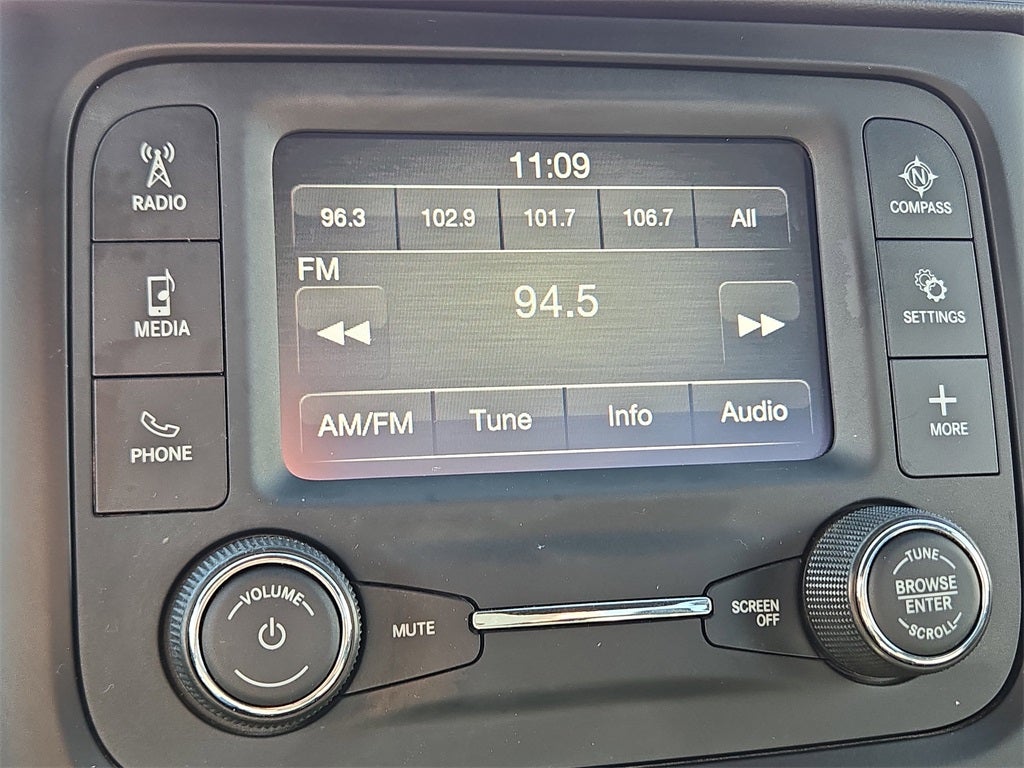 11:09
96.3 102.9 101.7 106.7 All
FM
94.5
AM/FM Tune Info Audio
RADIO
MEDIA
PHONE
N
COMPASS
SETTINGS
MORE
VOLUME
MUTE
SCREEN
OFF
TUNE
BROWSE
ENTER
SCROLL